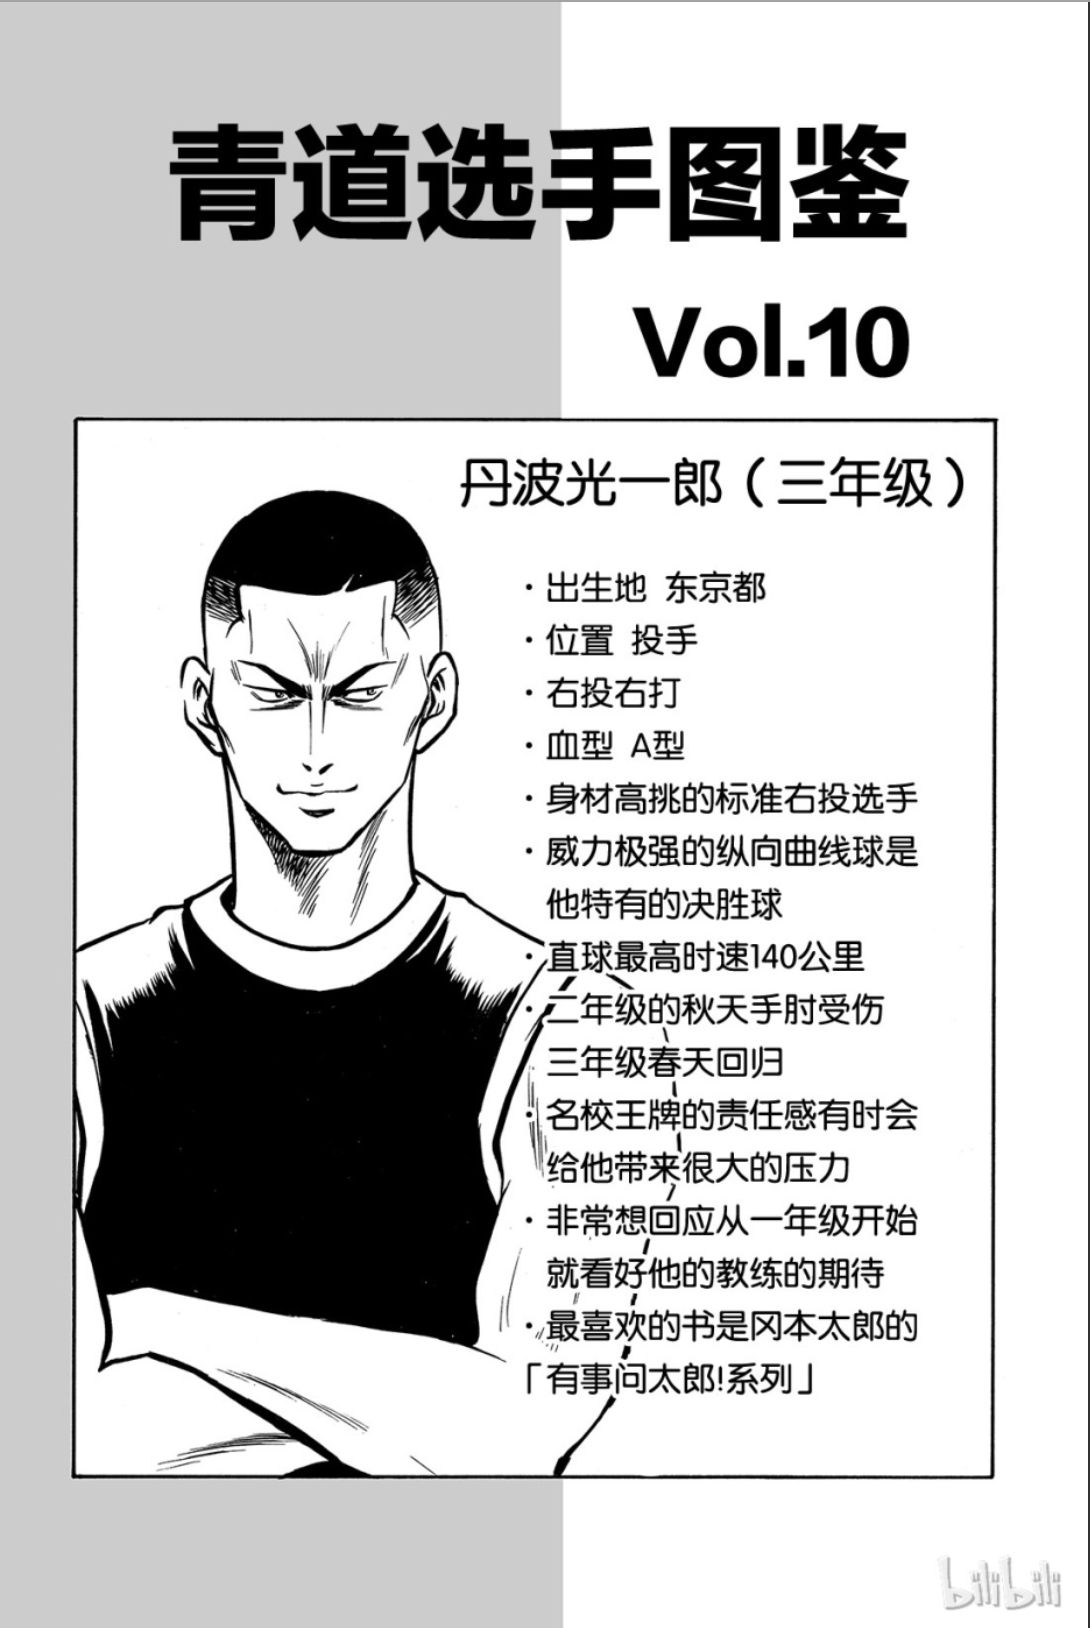 青道选手图鉴
Vol.10
丹波光一郎（三年级）
·出生地 东京都
·位置 投手
·右投右打
·血型 A型
·身材高挑的标准右投选手
·威力极强的纵向曲线球是
他特有的决胜球
·直球最高时速140公里
·二年级的秋天手肘受伤
三年级春天回归
·名校王牌的责任感有时会
给他带来很大的压力
·非常想回应从一年级开始
就看好他的教练的期待
·最喜欢的书是冈本太郎的
「有事问太郎!系列」
bilibili